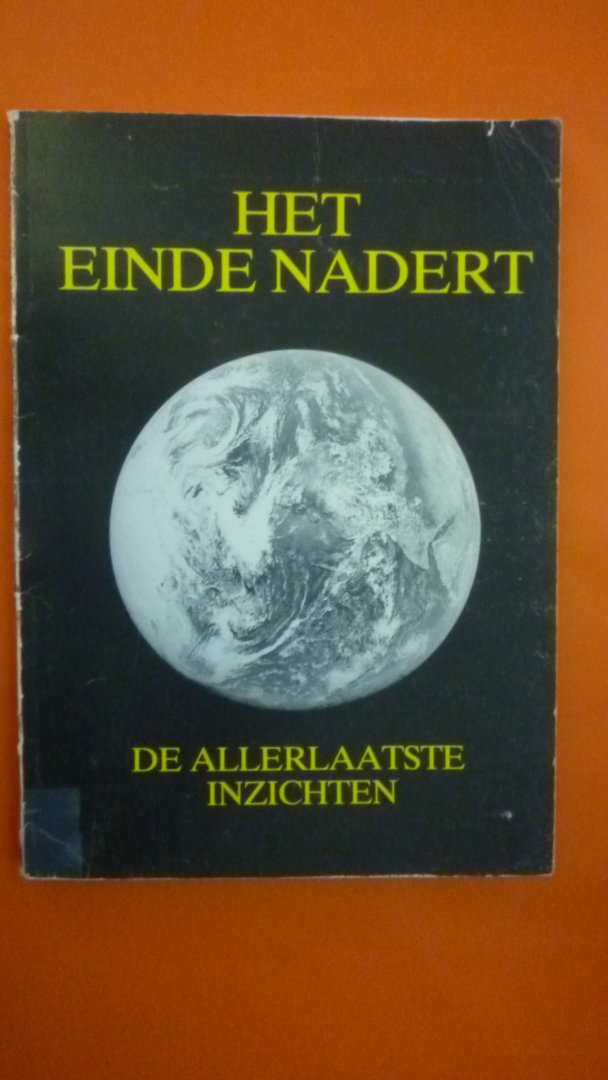 HET
EINDE NADERT
DE ALLERLAATSTE
INZICHTEN